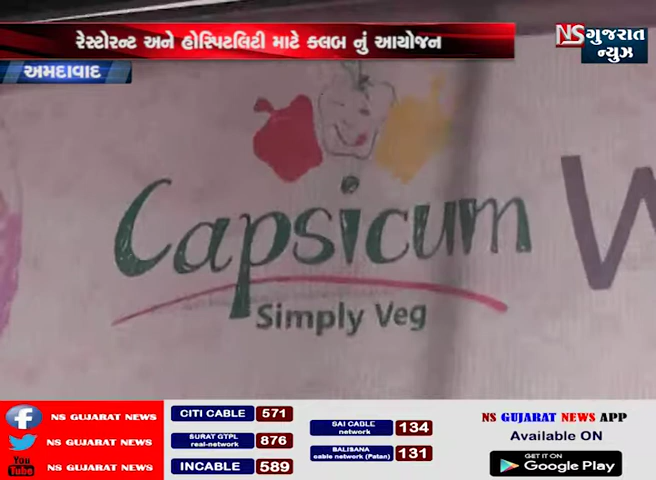 રેસ્ટોરન્ટ અને હોસ્પિટલિટી માટે ક્લબ નું આયોજન
NS ગુજરાત
ન્યુઝ
અમદાવાદ
Capsicum
Simply Veg
W
NS GUJARAT NEWS
NS GUJARAT NEWS
You
Tube
NS GUJARAT NEWS
CITI CABLE 571
SURAT GTPL
real-network
876
INCABLE 589
SAI CABLE
network
134
BALISANA
cable network (Patan)
131
NS GUJARAT NEWS APP
Available ON
GET IT ON
Google Play